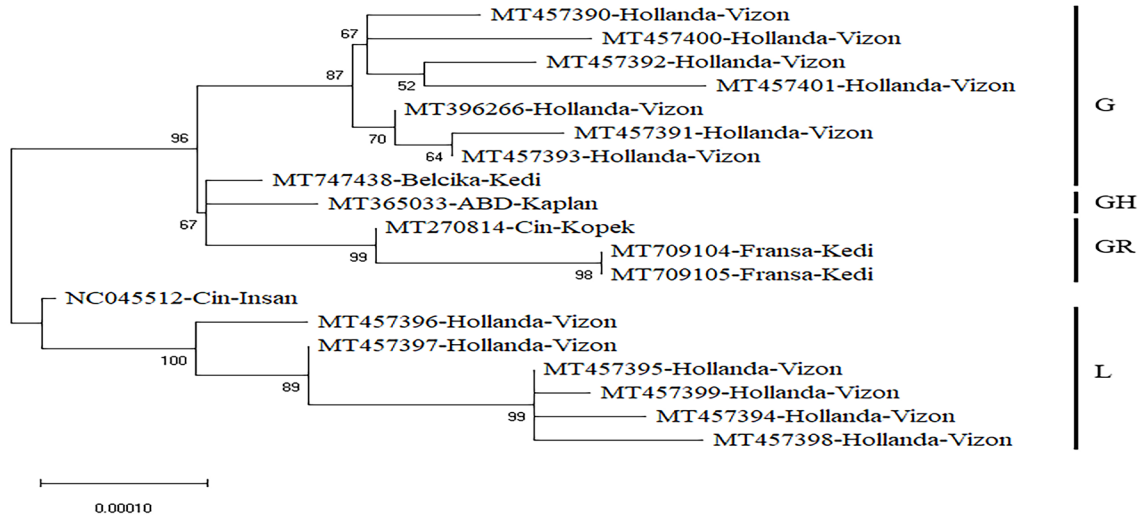 MT457390-Hollanda-Vizon
67
MT457400-Hollanda-Vizon
MT457392-Hollanda-Vizon
87
52
MT457401-Hollanda-Vizon
G
MT396266-Hollanda-Vizon
96
70
MT457391-Hollanda-Vizon
64
MT457393-Hollanda-Vizon
MT747438-Belcika-Kedi
MT365033-ABD-Kaplan
GH
67
MT270814-Cin-Kopek
99
MT709104-Fransa-Kedi
GR
98
MT709105-Fransa-Kedi
NC045512-Cin-Insan
MT457396-Hollanda-Vizon
100
MT457397-Hollanda-Vizon
89
MT457395-Hollanda-Vizon
L
MT457399-Hollanda-Vizon
99
MT457394-Hollanda-Vizon
MT457398-Hollanda-Vizon
0.00010